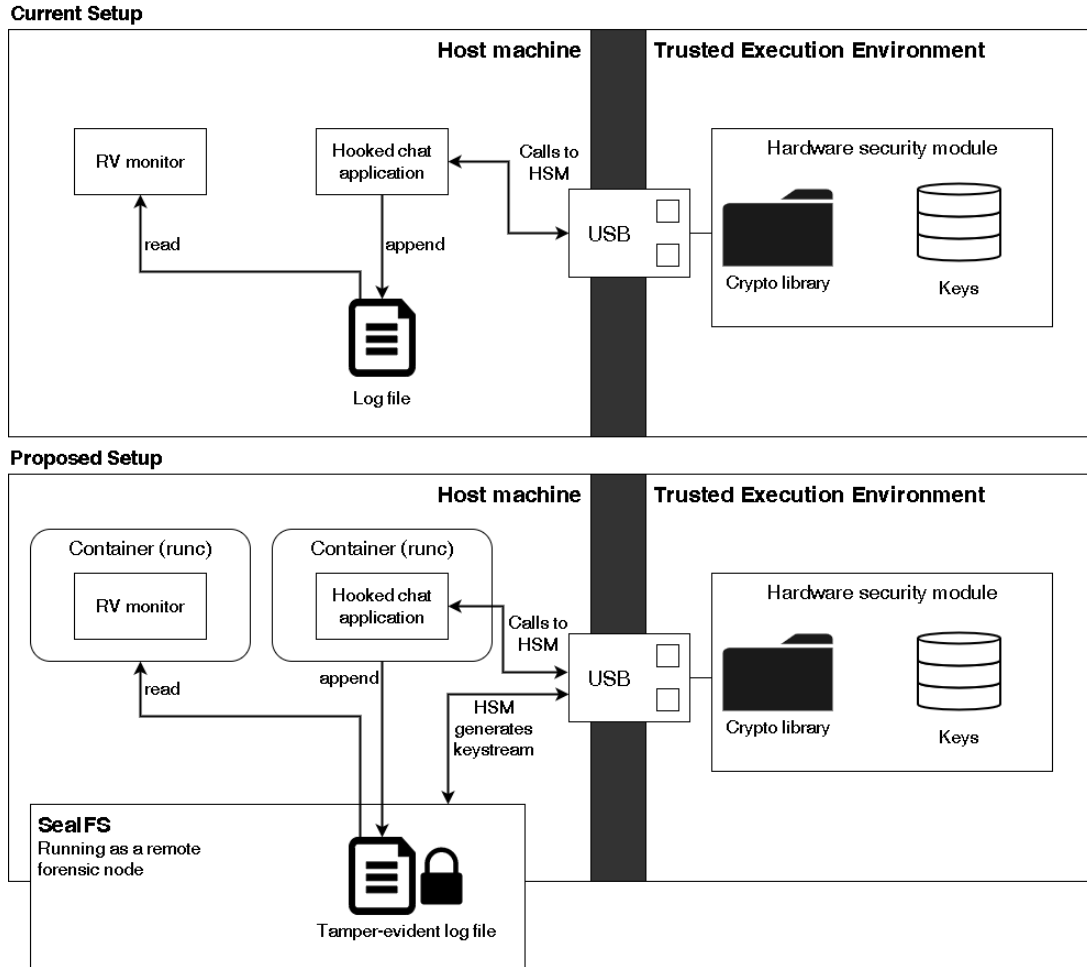 Current Setup
Host machine
Trusted Execution Environment
RV monitor
Hooked chat
application
Calls to
HSM
Hardware security module
USB
read
append
Crypto library
Keys
Log file
Proposed Setup
Host machine
Trusted Execution Environment
Container (runc)
RV monitor
Container (runc)
Hooked chat
application
Calls to
HSM
Hardware security module
USB
read
append
HSM
generates
keystream
Crypto library
Keys
SealFS
Running as a remote
forensic node
Tamper-evident log file